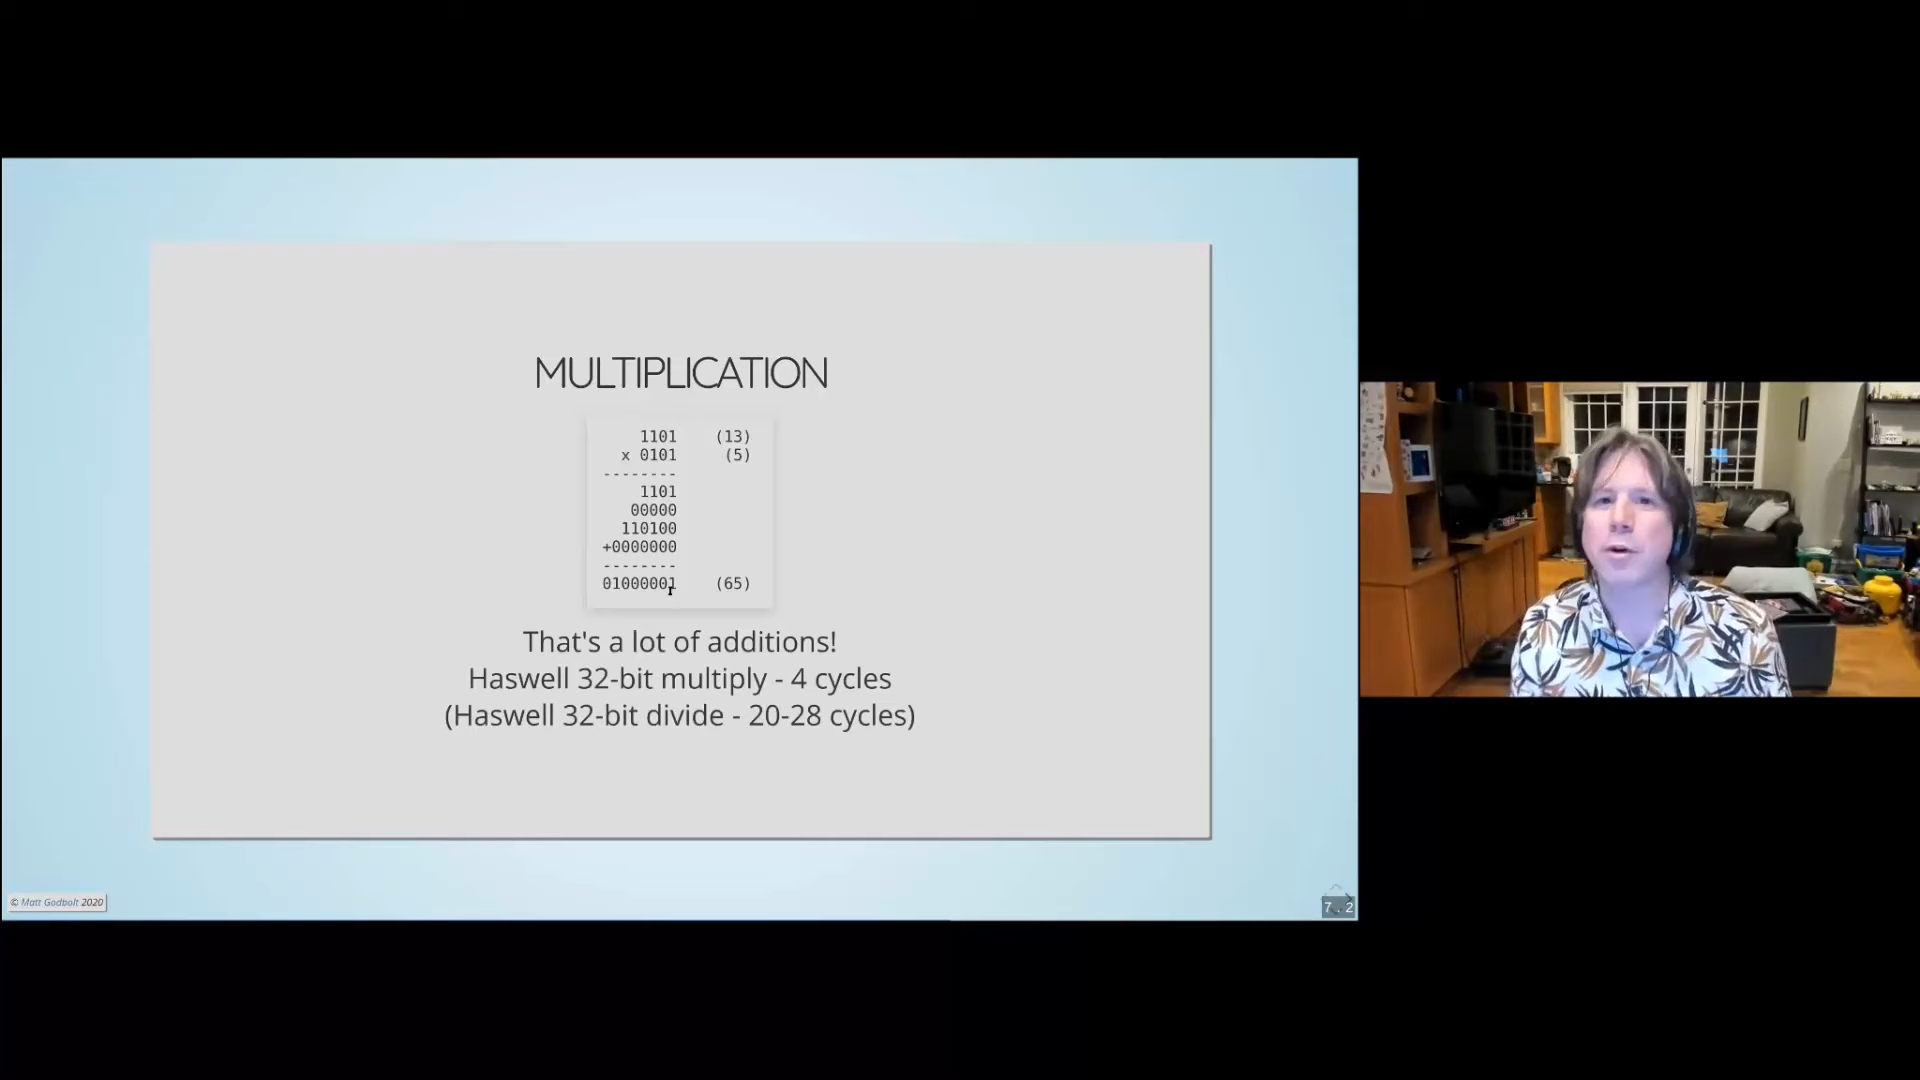 MULTIPLICATION
1101 (13)
x 0101 (5)
--------
1101
00000
110100
+0000000
--------
01000001 (65)
That's a lot of additions!
Haswell 32-bit multiply - 4 cycles
(Haswell 32-bit divide - 20-28 cycles)
© Matt Godbolt 2020
7.2